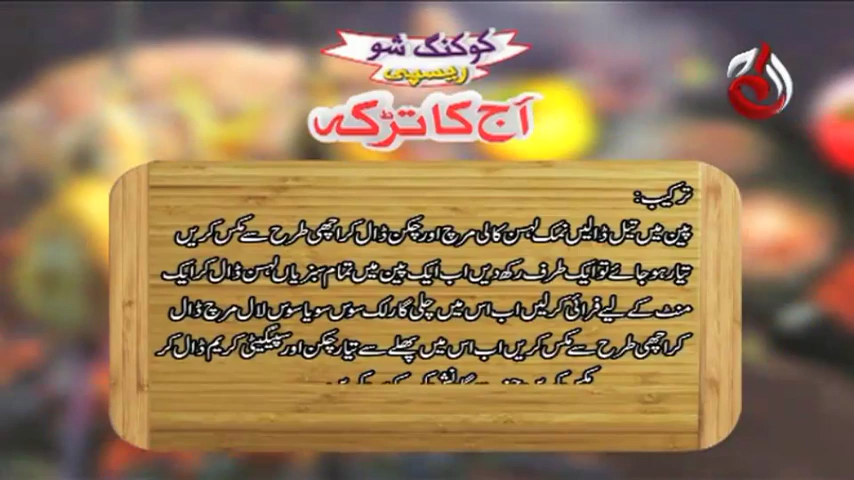 کوکنگ شو
ریسیپی
آج کا تڑکہ
آج
ترکیب:
پین میں تیل ڈالیں نمک لہسن کالی مرچ اور چکن ڈال کر اچھی طرح سے مکس کریں
تیار ہو جائے تو ایک طرف رکھ دیں اب ایک پین میں تمام سبزیاں لہسن ڈال کر ایک
منٹ کے لیے فرائی کر لیں اب اس میں چلی گارلک سوس سویا سوس لال مرچ ڈال
کر اچھی طرح سے مکس کریں اب اس میں پہلے سے تیار چکن اور سپیگیٹی کریم ڈال کر